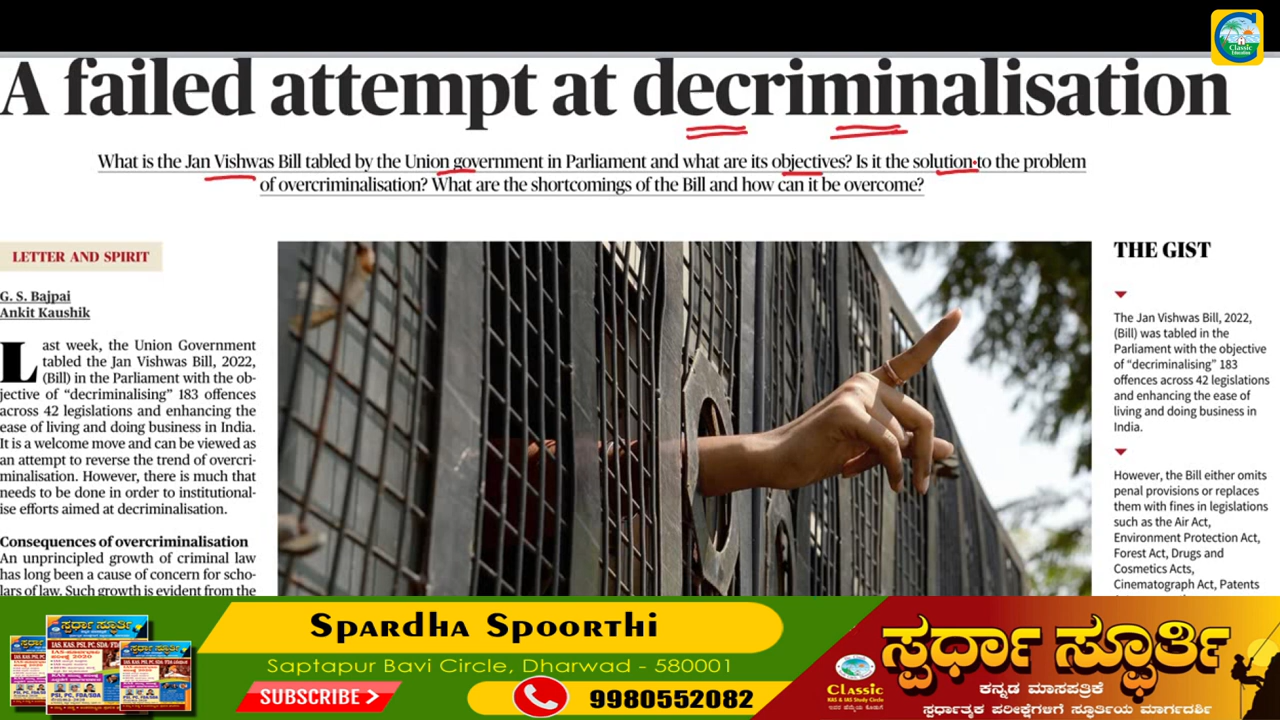 Classic
Education
A failed attempt at decriminalisation
What is the Jan Vishwas Bill tabled by the Union government in Parliament and what are its objectives? Is it the solution to the problem
of overcriminalisation? What are the shortcomings of the Bill and how can it be overcome?
LETTER AND SPIRIT
G. S. Bajpai
Ankit Kaushik
Last week, the Union Government
tabled the Jan Vishwas Bill, 2022,
(Bill) in the Parliament with the ob-
jective of “decriminalising” 183 offences
across 42 legislations and enhancing the
ease of living and doing business in India.
It is a welcome move and can be viewed as
an attempt to reverse the trend of overcri-
minalisation. However, there is much that
needs to be done in order to institutional-
ise efforts aimed at decriminalisation.
Consequences of overcriminalisation
An unprincipled growth of criminal law
has long been a cause of concern for scho-
lars of law. Such growth is evident from the
THE GIST
The Jan Vishwas Bill, 2022,
(Bill) was tabled in the
Parliament with the objective
of “decriminalising” 183
offences across 42 legislations
and enhancing the ease of
living and doing business in
India.
However, the Bill either omits
penal provisions or replaces
them with fines in legislations
such as the Air Act,
Environment Protection Act,
Forest Act, Drugs and
Cosmetics Acts,
Cinematograph Act, Patents
ಸ್ಪರ್ಧಾ ಸ್ಫೂರ್ತಿ
Spardha Spoorthi
Saptapur Bavi Circle Dharwad - 580001
SUBSCRIBE
9980552082
Classic
KAS & IAS Study Circle
ಸ್ಪರ್ಧಾ ಸ್ಫೂರ್ತಿ
ಕನ್ನಡ ಮಾಸಪತ್ರಿಕೆ
ಸ್ಪರ್ಧಾತ್ಮಕ ಪರೀಕ್ಷೆಗಳಿಗೆ ಸ್ಫೂರ್ತಿಯ ಮಾರ್ಗದರ್ಶಿ